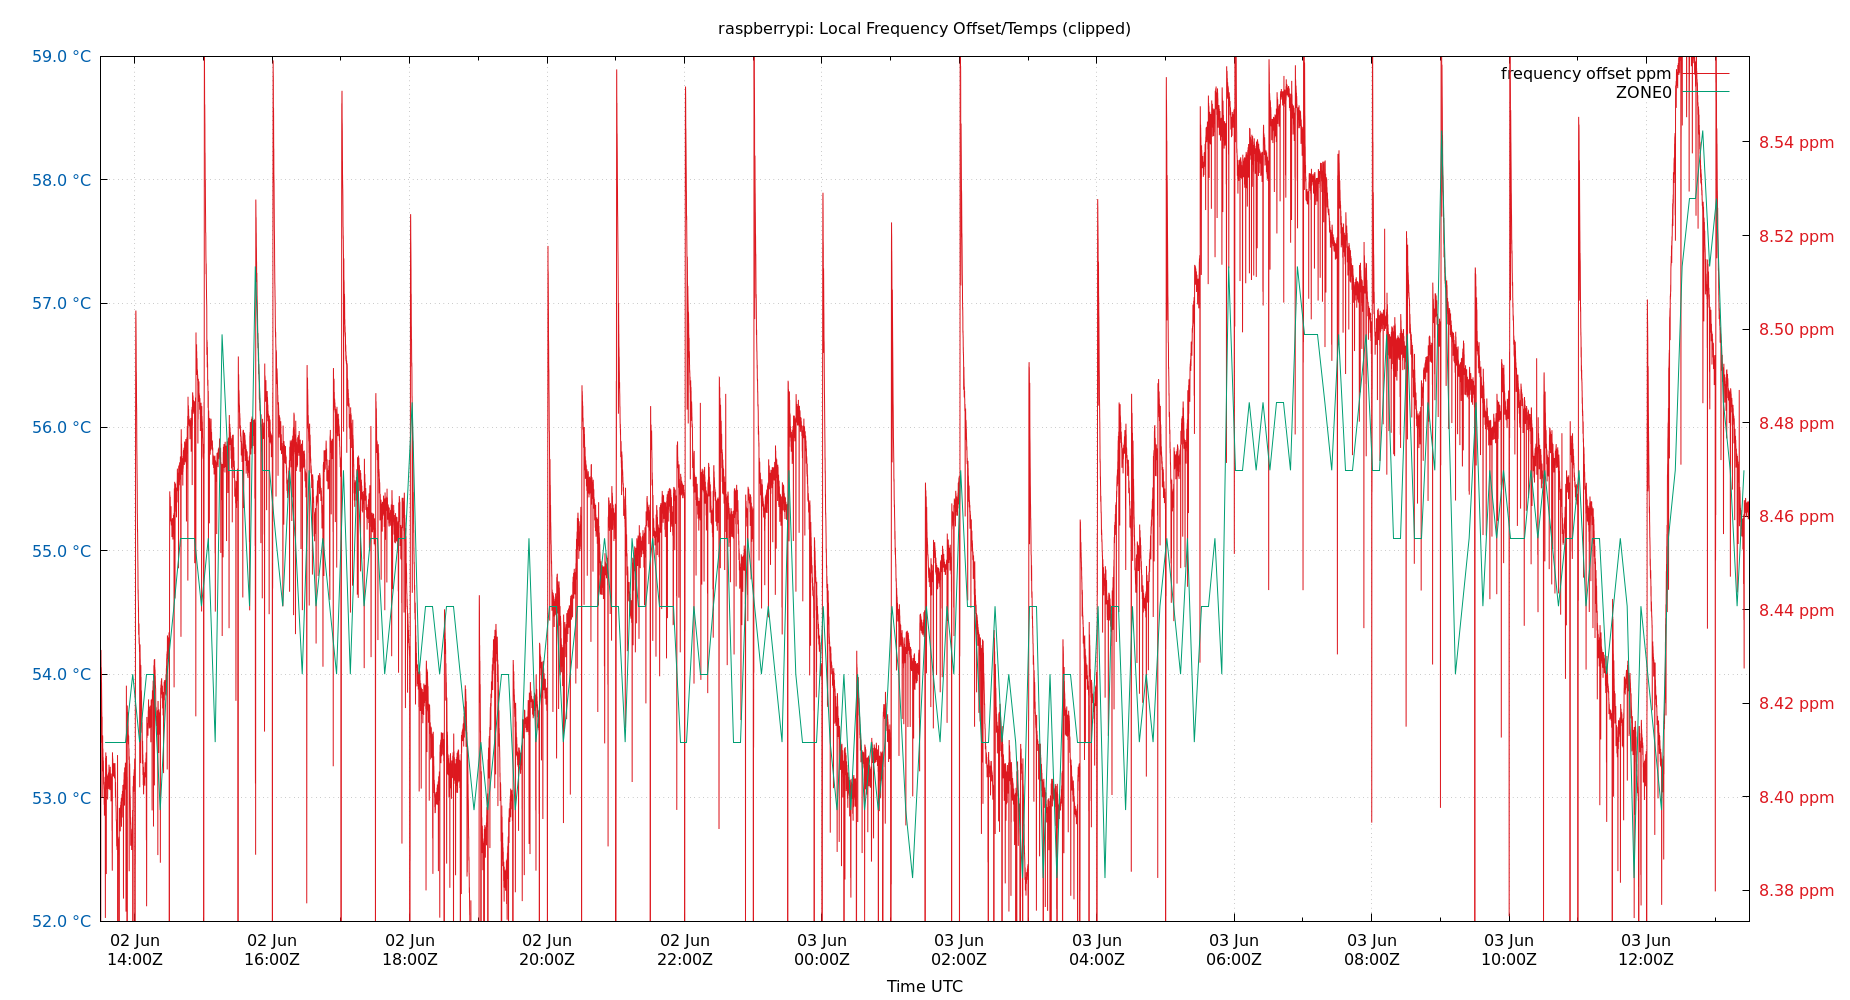 raspberrypi: Local Frequency Offset/Temps (clipped)
frequency offset ppm
ZONE0
59.0 °C
58.0 °C
57.0 °C
56.0 °C
55.0 °C
54.0 °C
53.0 °C
52.0 °C
8.54 ppm
8.52 ppm
8.50 ppm
8.48 ppm
8.46 ppm
8.44 ppm
8.42 ppm
8.40 ppm
8.38 ppm
02 Jun
14:00Z
02 Jun
16:00Z
02 Jun
18:00Z
02 Jun
20:00Z
02 Jun
22:00Z
03 Jun
00:00Z
03 Jun
02:00Z
03 Jun
04:00Z
03 Jun
06:00Z
03 Jun
08:00Z
03 Jun
10:00Z
03 Jun
12:00Z
Time UTC